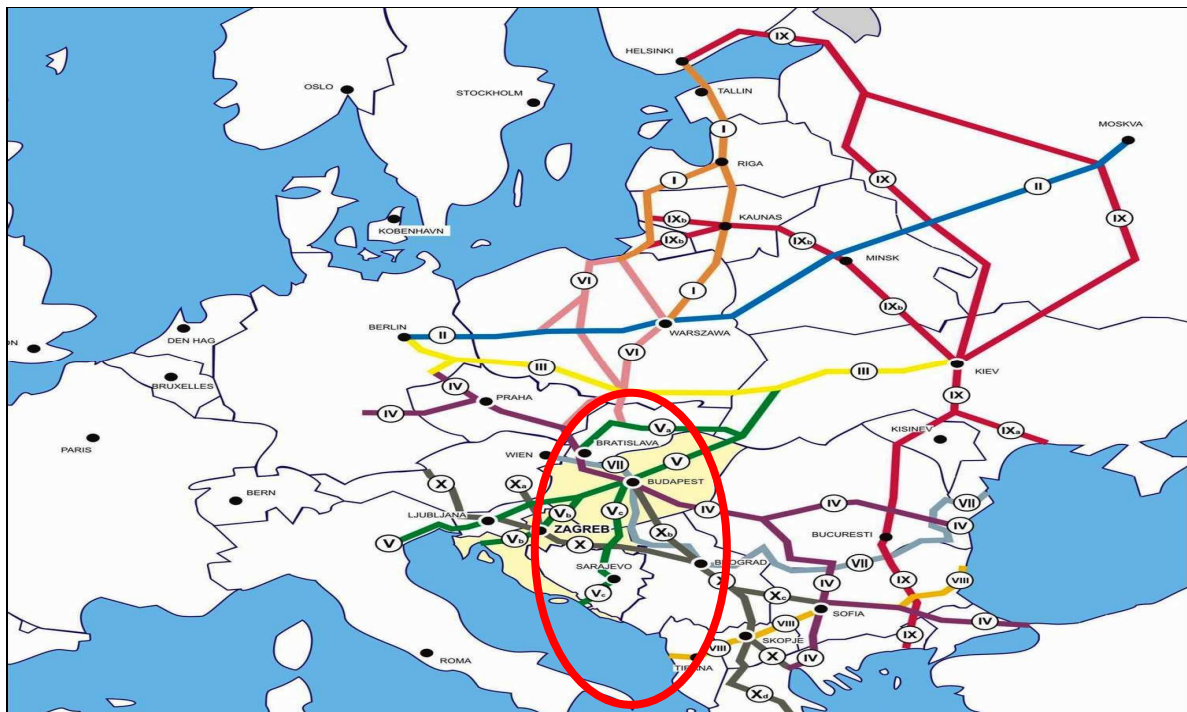 IX
HELSINKI
OSLO
STOCKHOLM
TALLIN
MOSKVA
I
RIGA
I
IX
II
IXb
KAUNAS
IX
KOBENHAVN
IXb
IXb
MINSK
VI
I
IXb
BERLIN
II
WARSZAWA
DEN HAG
ON
VI
III
III
KIEV
BRUXELLES
IV
PRAHA
IX
IV
KISINEV
PARIS
Va
IXa
BRATISLAVA
WIEN
VII
V
X
Xa
BUDAPEST
BERN
IV
VII
LJUBLJANA
Vb
Vc
IV
ZAGREB
Xb
BUCURESTI
V
Vb
X
SARAJEVO
BEOGRAD
VII
X
IV
IX
VIII
Vc
Xc
SOFIA
VIII
IV
SKOPJE
IX
VIII
ROMA
X
IV
Xd